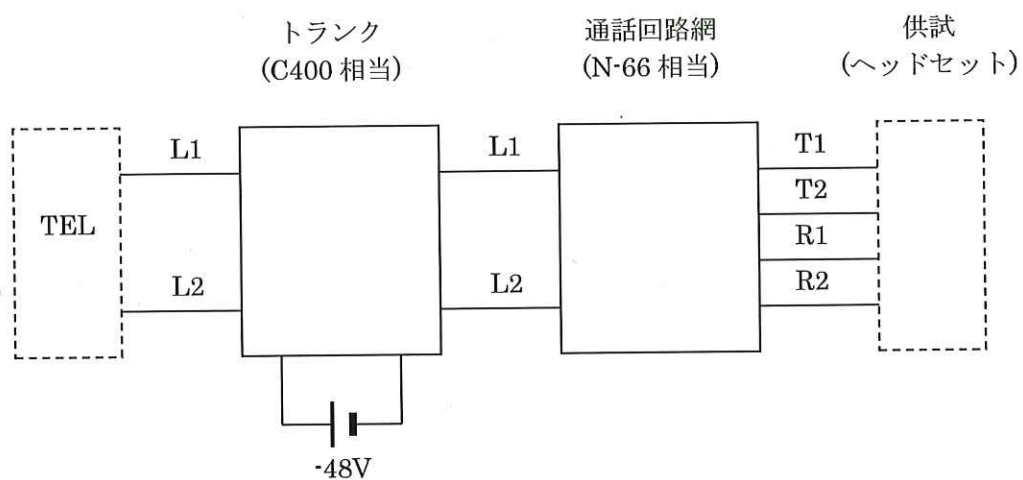 トランク
(C400 相当)
通話回路網
(N-66 相当)
供試
(ヘッドセット)
TEL
L1
L2
L1
L2
T1
T2
R1
R2
-48V